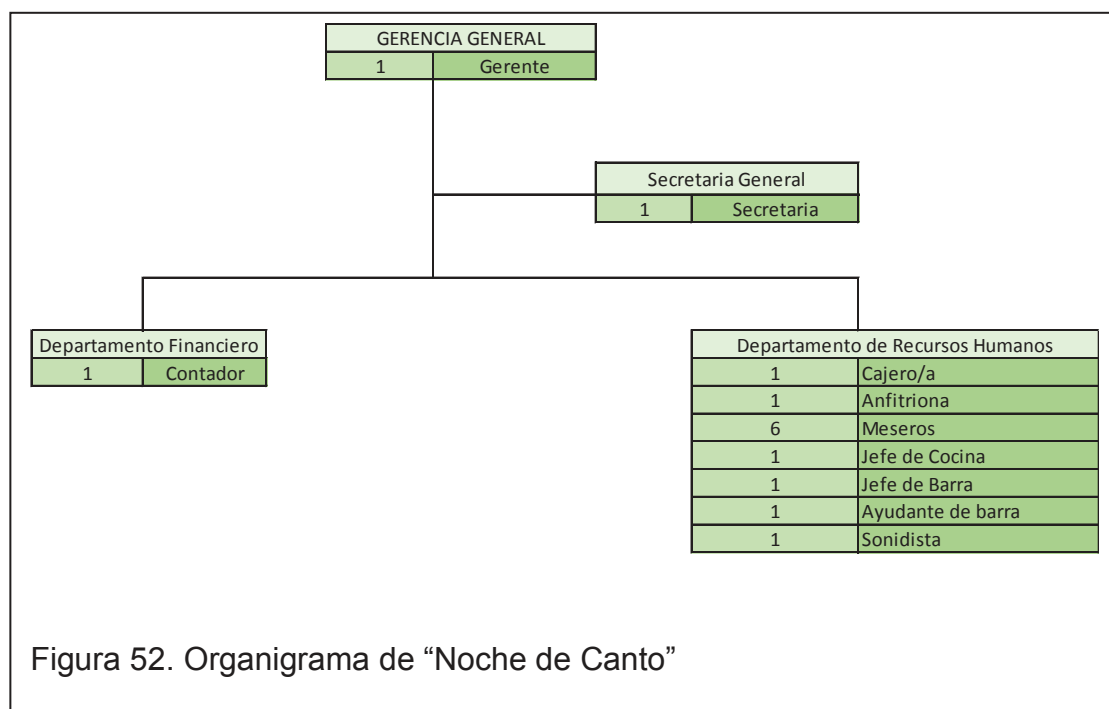 GERENCIA GENERAL
1 Gerente
Secretaria General
1 Secretaria
Departamento Financiero
1 Contador
Departamento de Recursos Humanos
1 Cajero/a
1 Anfitriona
6 Meseros
1 Jefe de Cocina
1 Jefe de Barra
1 Ayudante de barra
1 Sonidista
Figura 52. Organigrama de “Noche de Canto”